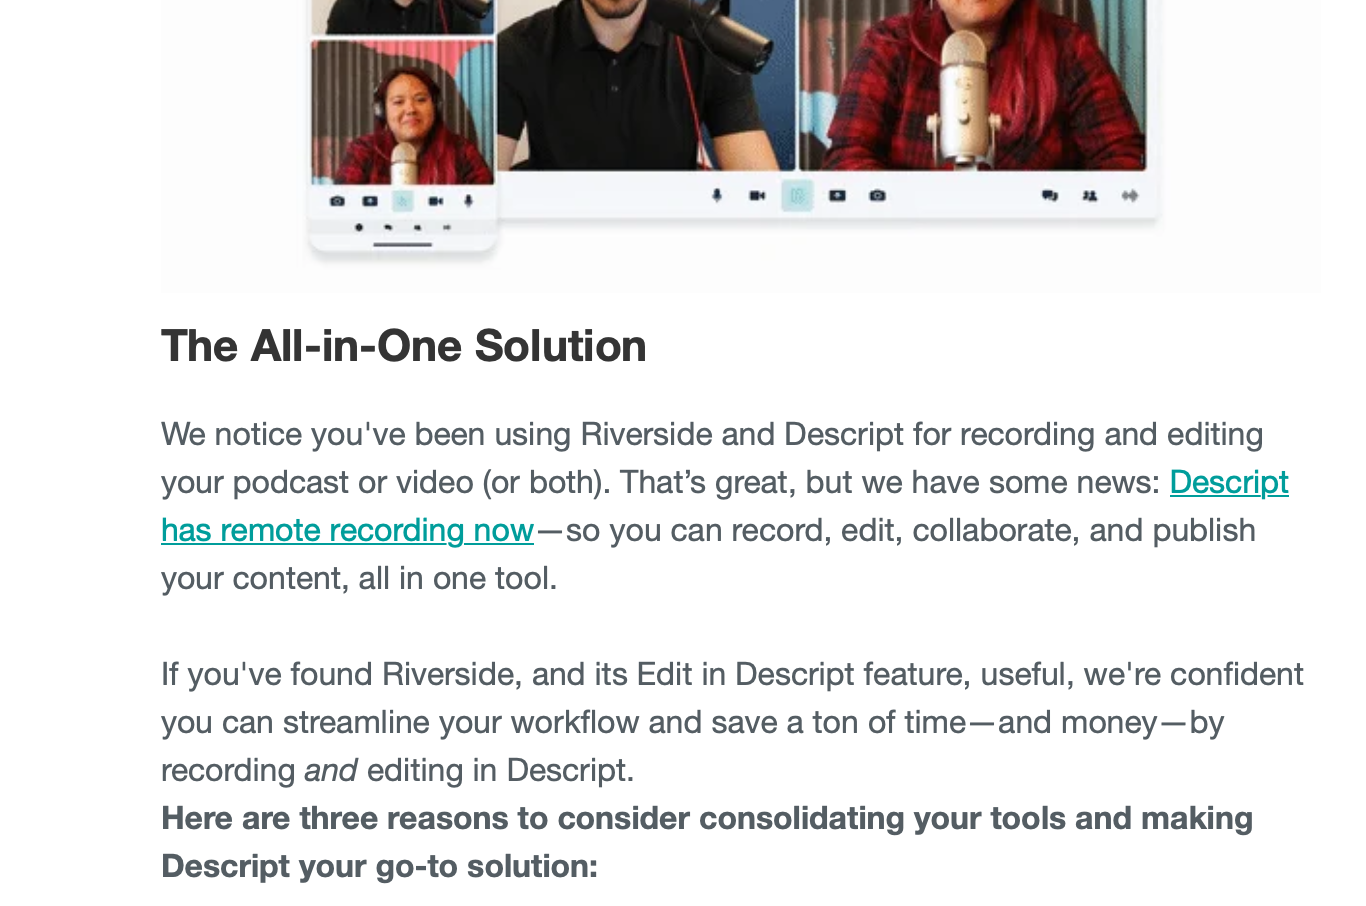 The All-in-One Solution
We notice you've been using Riverside and Descript for recording and editing
your podcast or video (or both). That’s great, but we have some news: Descript
has remote recording now—so you can record, edit, collaborate, and publish
your content, all in one tool.
If you've found Riverside, and its Edit in Descript feature, useful, we're confident
you can streamline your workflow and save a ton of time—and money—by
recording and editing in Descript.
Here are three reasons to consider consolidating your tools and making
Descript your go-to solution: